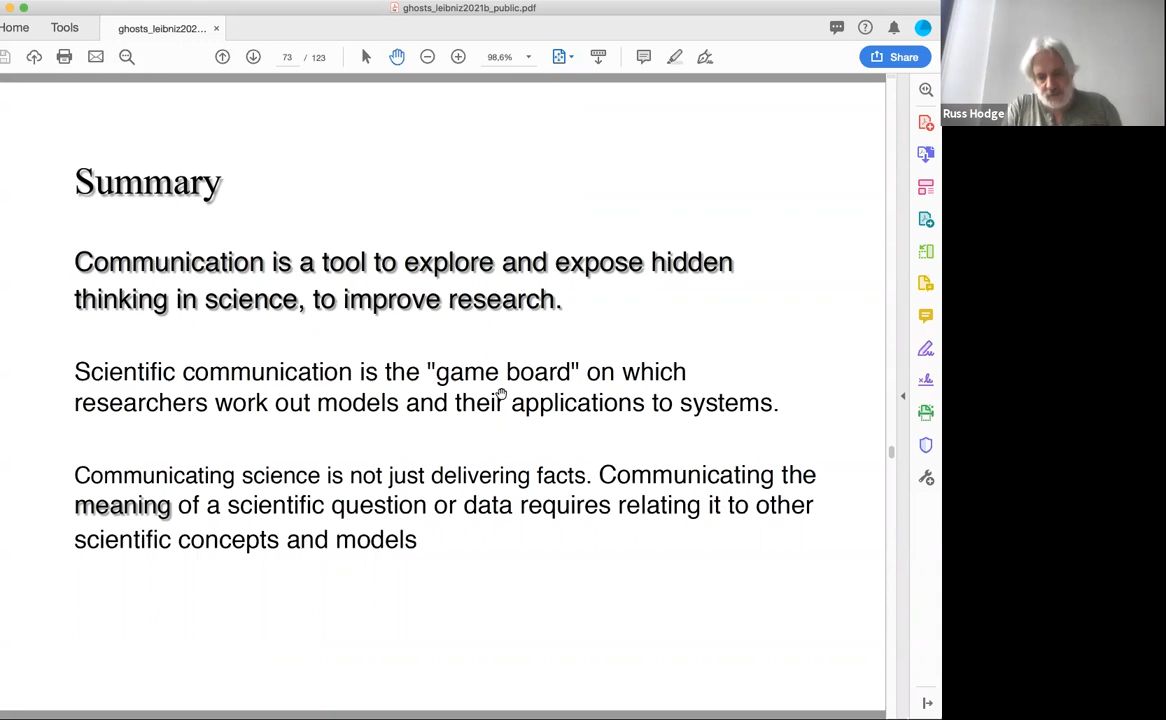 ghosts_leibniz2021b_public.pdf
Home
Tools
ghosts_leibniz202...
73 / 123
98,6%
Share
Russ Hodge
Summary
Communication is a tool to explore and expose hidden
thinking in science, to improve research.
Scientific communication is the "game board" on which
researchers work out models and their applications to systems.
Communicating science is not just delivering facts. Communicating the
meaning of a scientific question or data requires relating it to other
scientific concepts and models